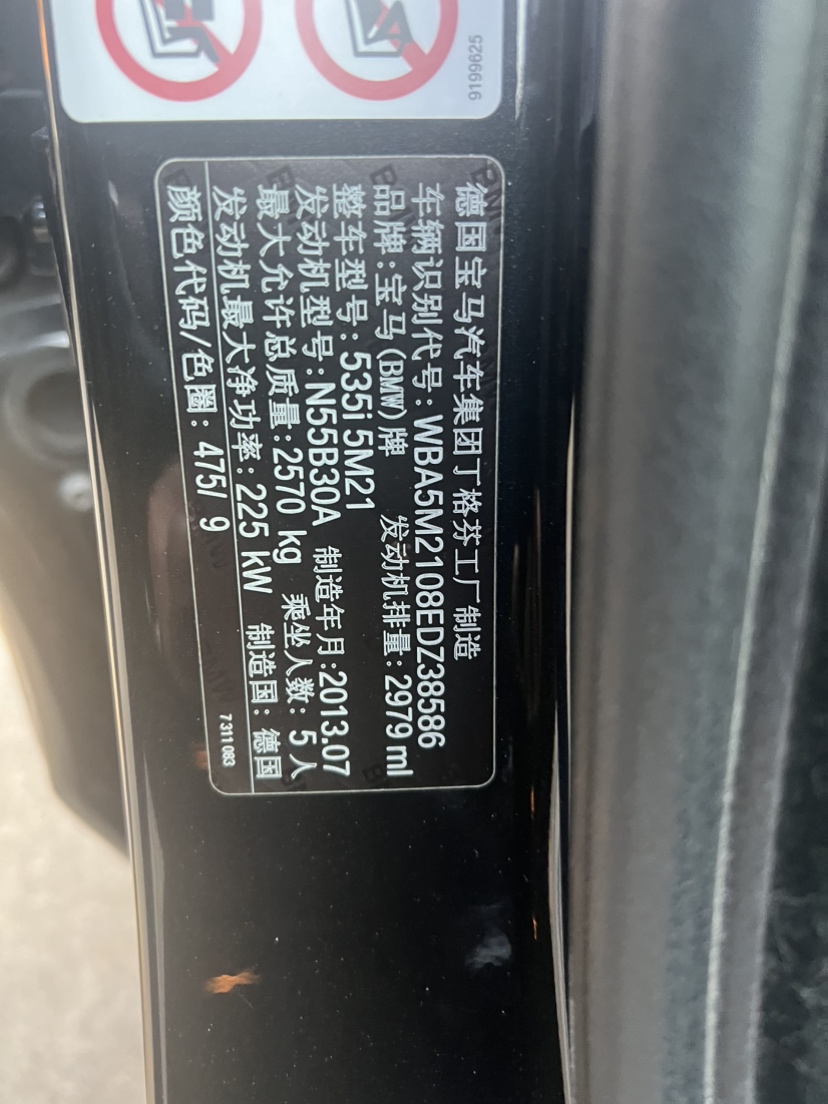 9199625
德国宝马汽车集团丁格芬工厂制造
车辆识别代号: WBA5M2108EDZ38586
品牌:宝马(BMW)牌 发动机排量: 2979 ml
整车型号: 535i 5M21
发动机型号: N55B30A 制造年月:2013.07
最大允许总质量:2570 kg 乘坐人数: 5 人
发动机最大净功率: 225 kW 制造国: 德国
颜色代码/色圈: 475/ 9
7 311 083